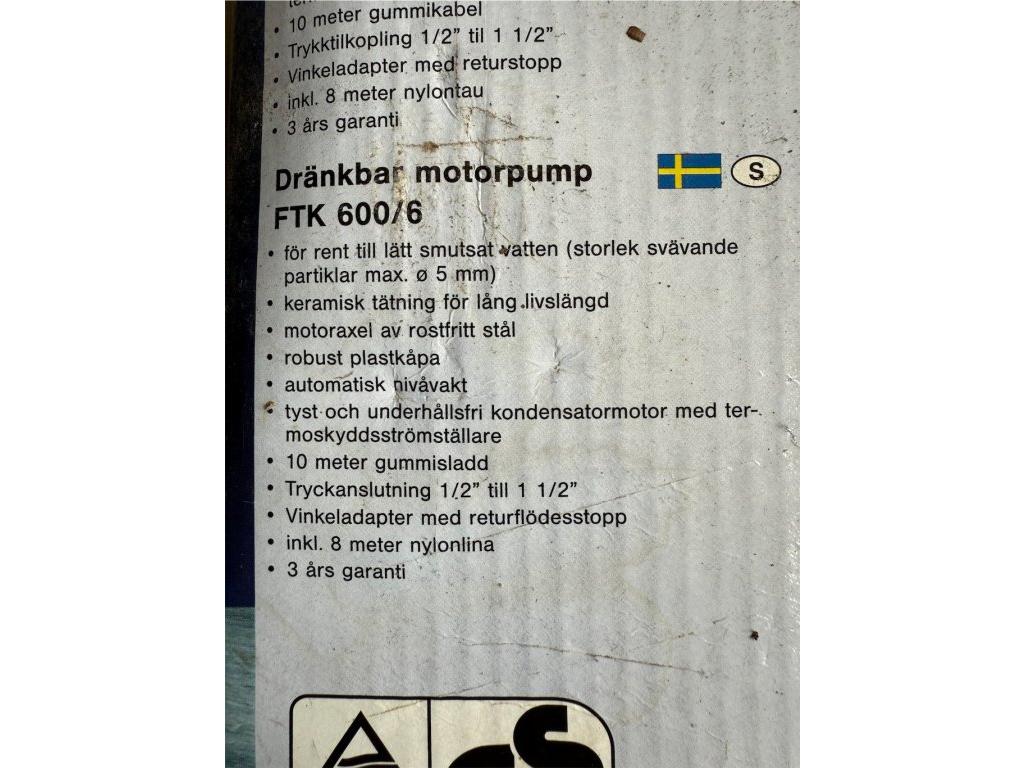 • 10 meter gummikabel
• Trykktilkopling 1/2” til 1 1/2”
• Vinkeladapter med returstopp
• inkl. 8 meter nylontau
• 3 års garanti
Dränkbar motorpump
S
FTK 600/6
• för rent till lätt smutsat vatten (storlek svävande
partiklar max. ø 5 mm)
• keramisk tätning för lång livslängd
• motoraxel av rostfritt stål
• robust plastkåpa
• automatisk nivåvakt
• tyst och underhållsfri kondensatormotor med ter-
moskyddsströmställare
• 10 meter gummisladd
• Tryckanslutning 1/2” till 1 1/2”
• Vinkeladapter med returflödesstopp
• inkl. 8 meter nylonlina
• 3 års garanti